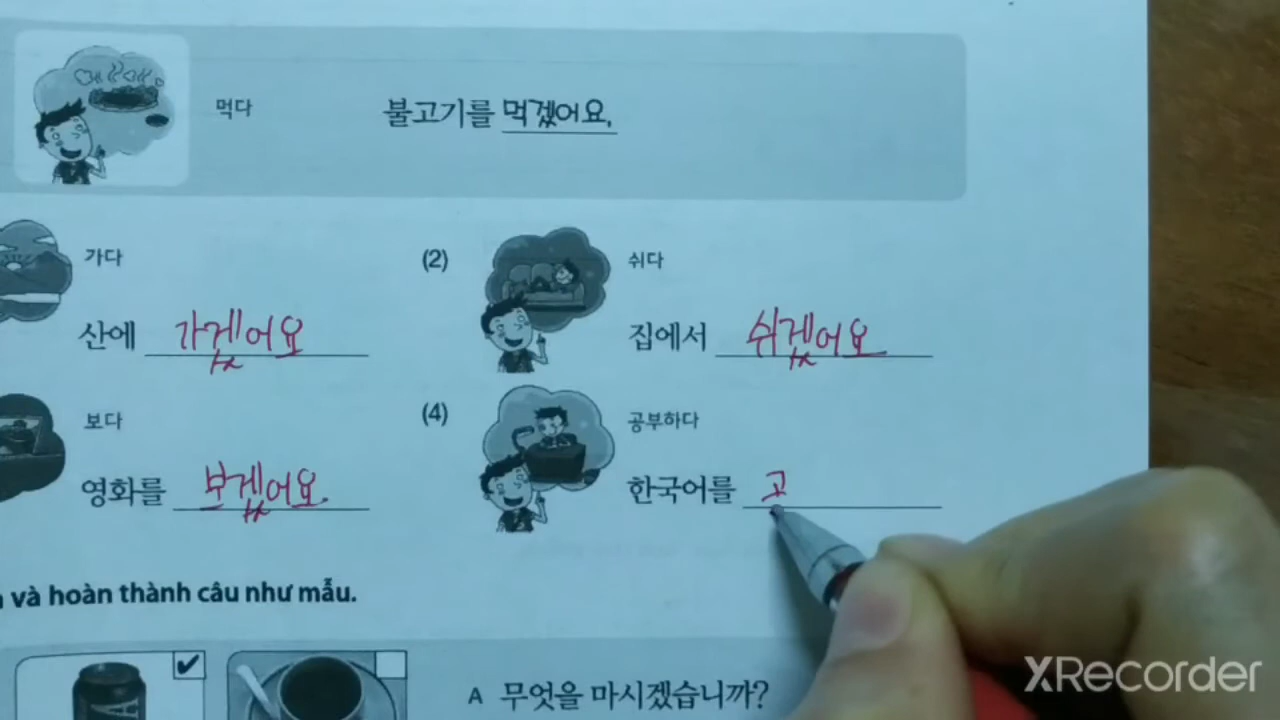 먹다
불고기를 먹겠어요.
가다
산에 가겠어요
(2)
쉬다
집에서 쉬겠어요
보다
영화를 보겠어요.
(4)
공부하다
한국어를 고
và hoàn thành câu như mẫu.
A 무엇을 마시겠습니까?
XRecorder